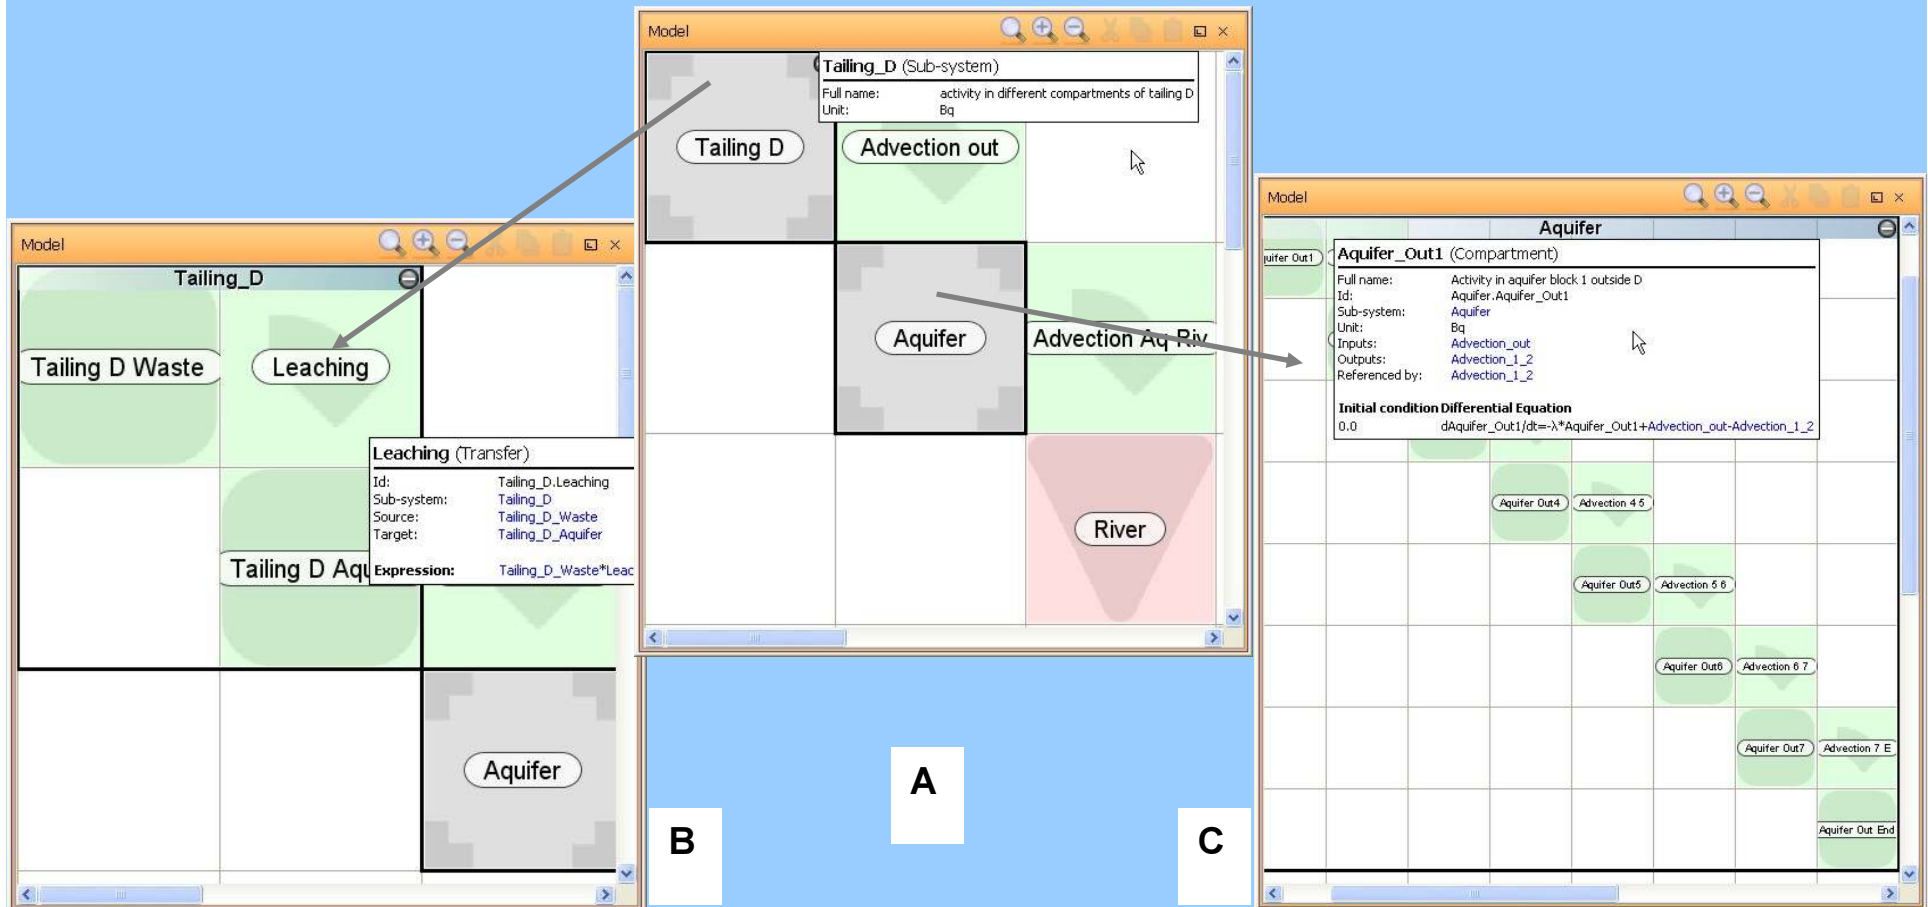 Model
Tailing_D (Sub-system)
Full name: activity in different compartments of tailing D
Unit: Bq
Tailing D
Advection out
Aquifer
Advection Aq Riv
River
Model
Tailing_D
Tailing D Waste
Leaching
Leaching (Transfer)
Id: Tailing_D.Leaching
Sub-system: Tailing_D
Source: Tailing_D_Waste
Target: Tailing_D_Aquifer
Expression: Tailing_D_Waste*Leac
Tailing D Aqu
Aquifer
Model
Aquifer
quifer Out1
Aquifer_Out1 (Compartment)
Full name: Activity in aquifer block 1 outside D
Id: Aquifer.Aquifer_Out1
Sub-system: Aquifer
Unit: Bq
Inputs: Advection_out
Outputs: Advection_1_2
Referenced by: Advection_1_2
Initial condition Differential Equation
0.0 dAquifer_Out1/dt=-λ*Aquifer_Out1+Advection_out-Advection_1_2
Aquifer Out4 Advection 4 5
Aquifer Out5 Advection 5 6
Aquifer Out6 Advection 6 7
Aquifer Out7 Advection 7 E
Aquifer Out End
A
B
C